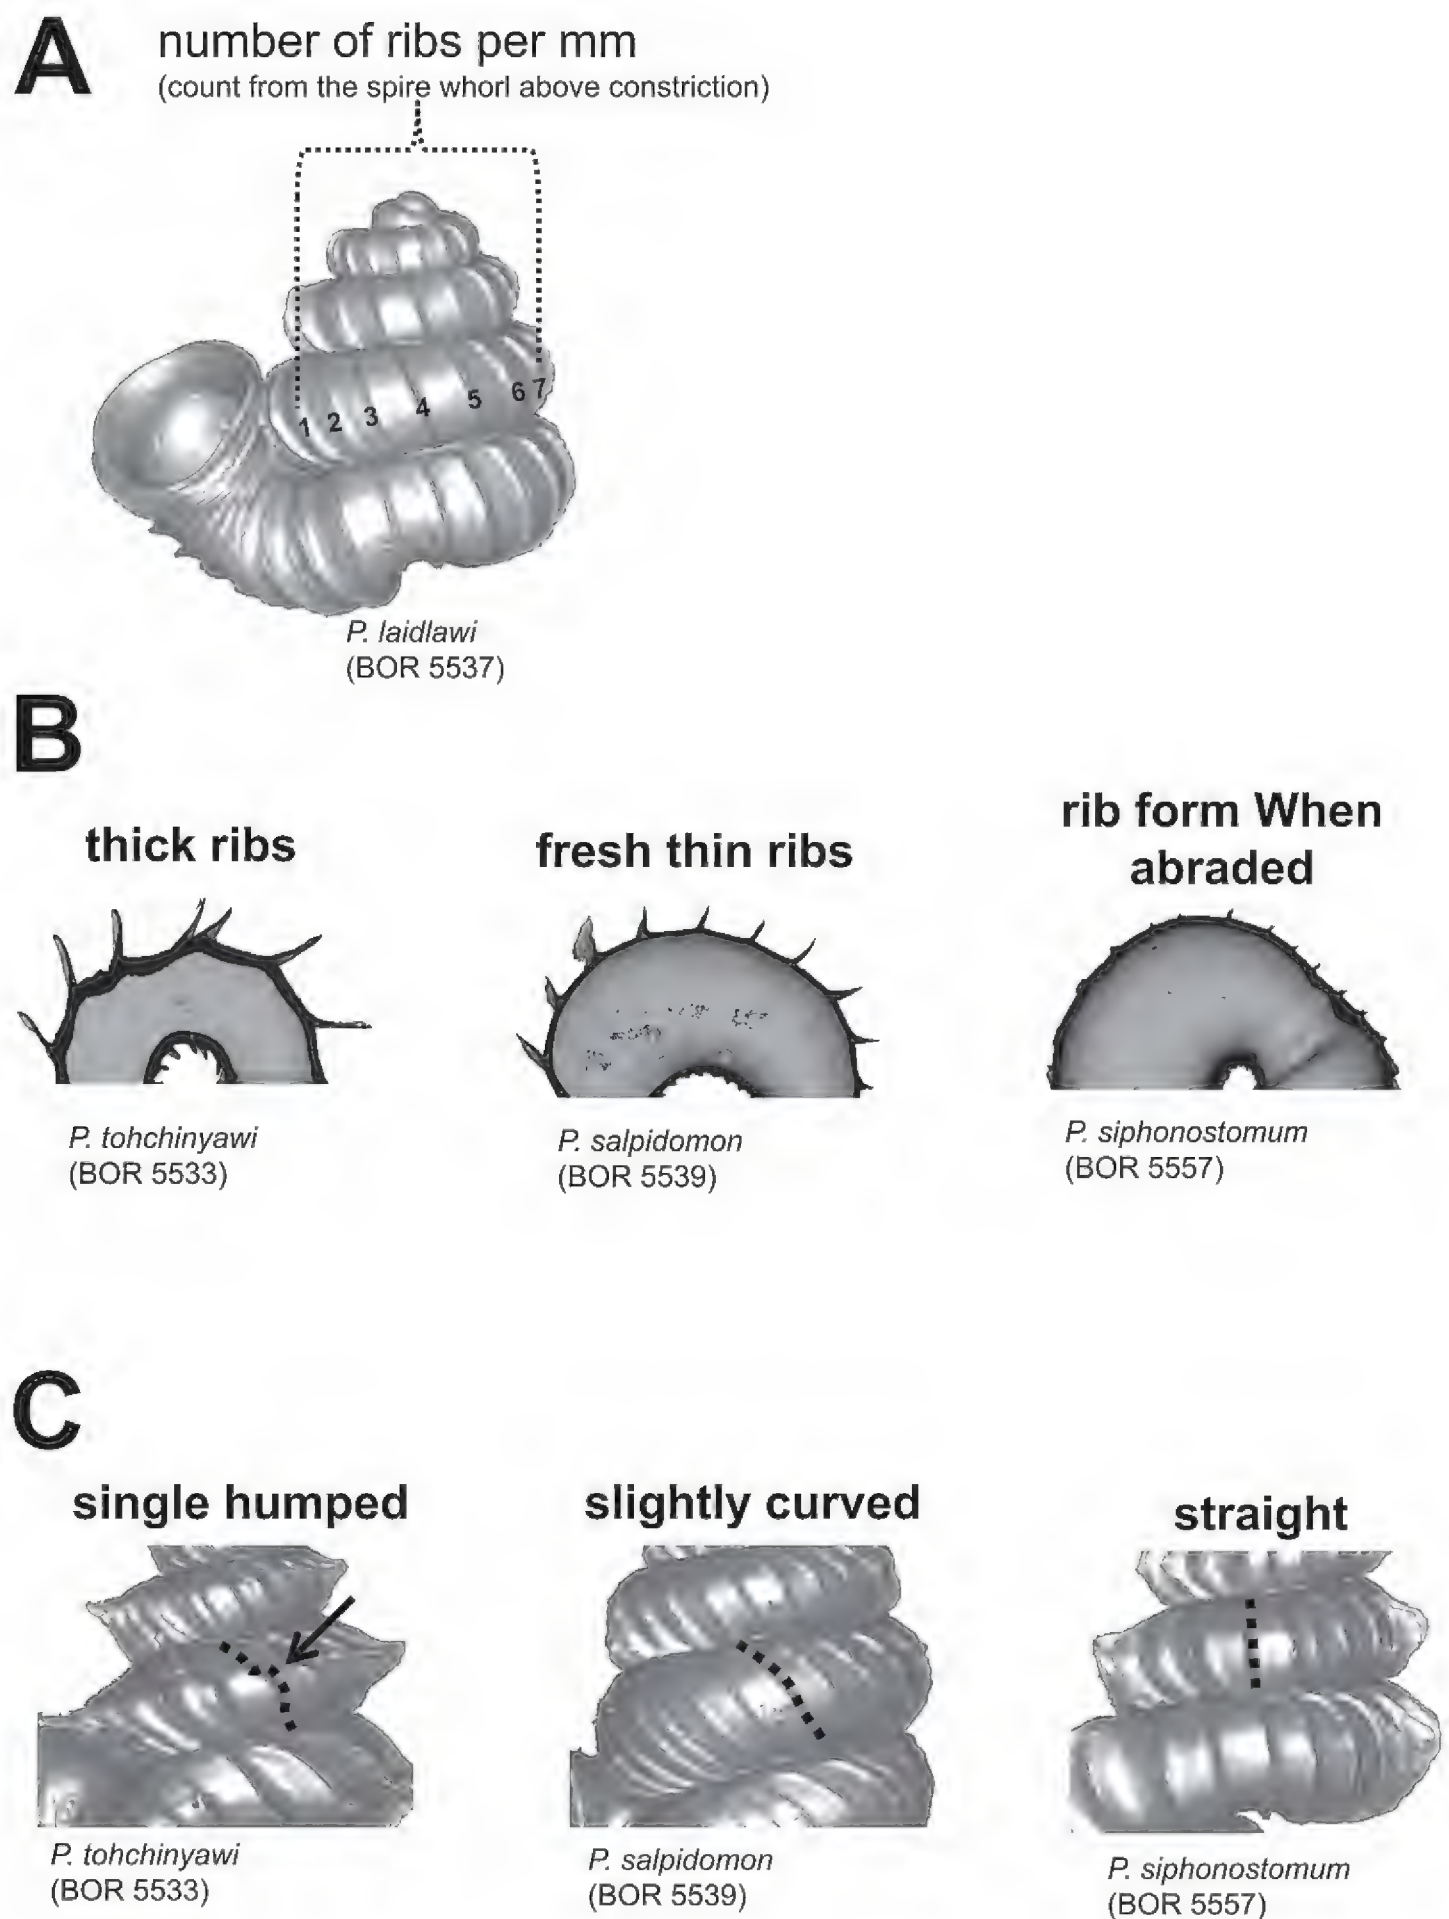 A
number of ribs per mm
(count from the spire whorl above constriction)
1 2 3 4 5 6 7
P. laidlawi
(BOR 5537)
B
thick ribs
fresh thin ribs
rib form When
abraded
P. tohchinyawi
(BOR 5533)
P. salpidomon
(BOR 5539)
P. siphonostomum
(BOR 5557)
C
single humped
slightly curved
straight
P. tohchinyawi
(BOR 5533)
P. salpidomon
(BOR 5539)
P. siphonostomum
(BOR 5557)